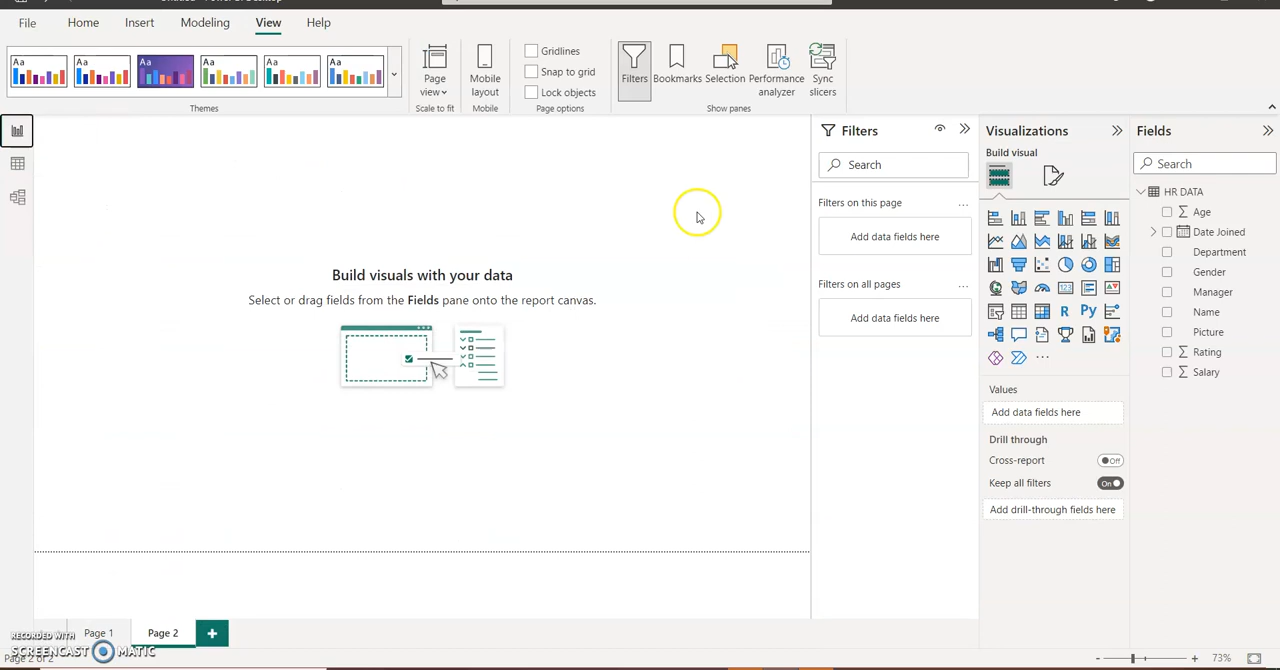 File
Home
Insert
Modeling
View
Help
Aa
Aa
Aa
Aa
Aa
Aa
Themes
Page
view
Scale to fit
Mobile
layout
Mobile
Gridlines
Snap to grid
Lock objects
Page options
Filters
Bookmarks
Selection
Performance
analyzer
Sync
slicers
Show panes
Filters
Search
Filters on this page
...
Add data fields here
Filters on all pages
...
Add data fields here
Visualizations
Build visual
R
Py
123
...
Values
Add data fields here
Drill through
Cross-report
Off
Keep all filters
On
Add drill-through fields here
Fields
Search
HR DATA
Age
Date Joined
Department
Gender
Manager
Name
Picture
Rating
Salary
Build visuals with your data
Select or drag fields from the Fields pane onto the report canvas.
Page 1
Page 2
+
RECORDED WITH
SCREENCAST MATIC
Page 2 of 2
- + 73%